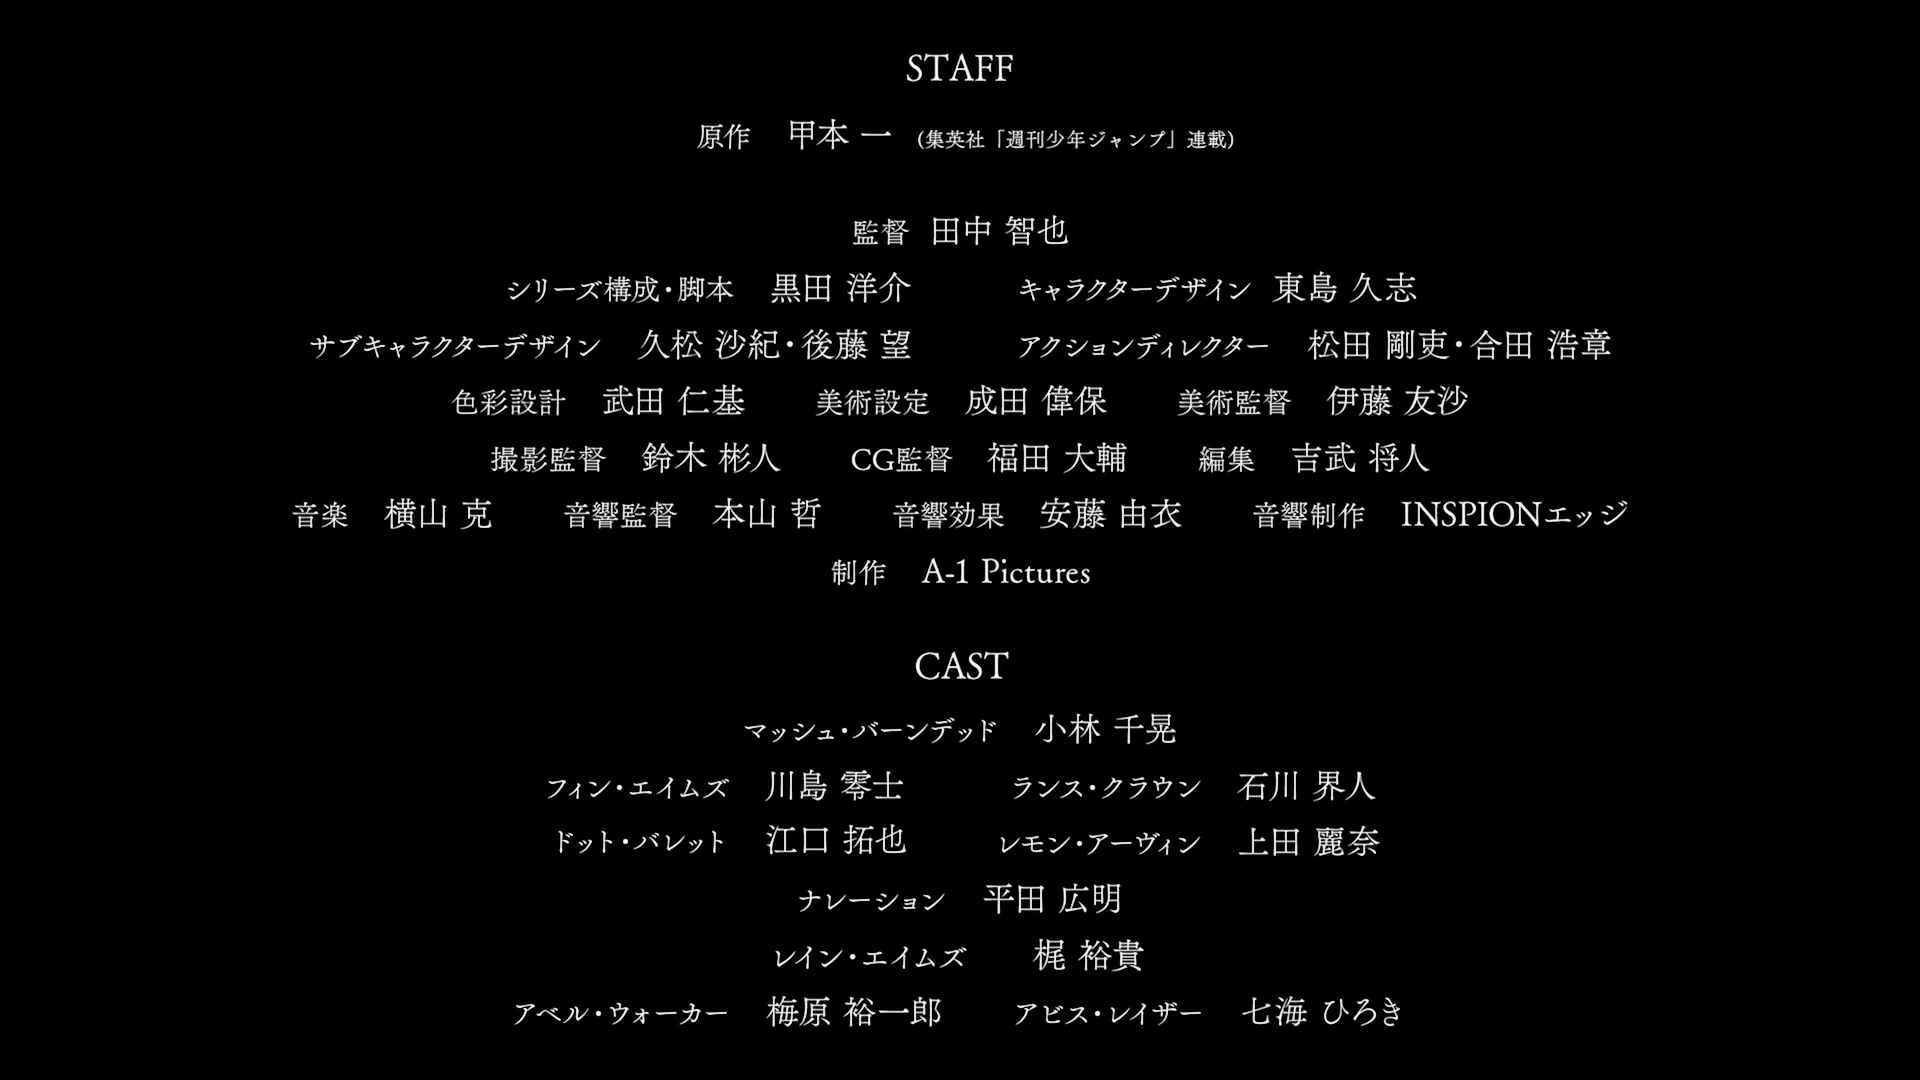 STAFF
原作 甲本 一 (集英社「週刊少年ジャンプ」連載)
監督 田中 智也
シリーズ構成・脚本 黒田 洋介 キャラクターデザイン 東島 久志
サブキャラクターデザイン 久松 沙紀・後藤 望 アクションディレクター 松田 剛吏・合田 浩章
色彩設計 武田 仁基 美術設定 成田 偉保 美術監督 伊藤 友沙
撮影監督 鈴木 彬人 CG監督 福田 大輔 編集 吉武 将人
音楽 横山 克 音響監督 本山 哲 音響効果 安藤 由衣 音響制作 INSPIONエッジ
制作 A-1 Pictures
CAST
マッシュ・バーンデッド 小林 千晃
フィン・エイムズ 川島 零士 ランス・クラウン 石川 界人
ドット・バレット 江口 拓也 レモン・アーヴィン 上田 麗奈
ナレーション 平田 広明
レイン・エイムズ 梶 裕貴
アベル・ウォーカー 梅原 裕一郎 アビス・レイザー 七海 ひろき